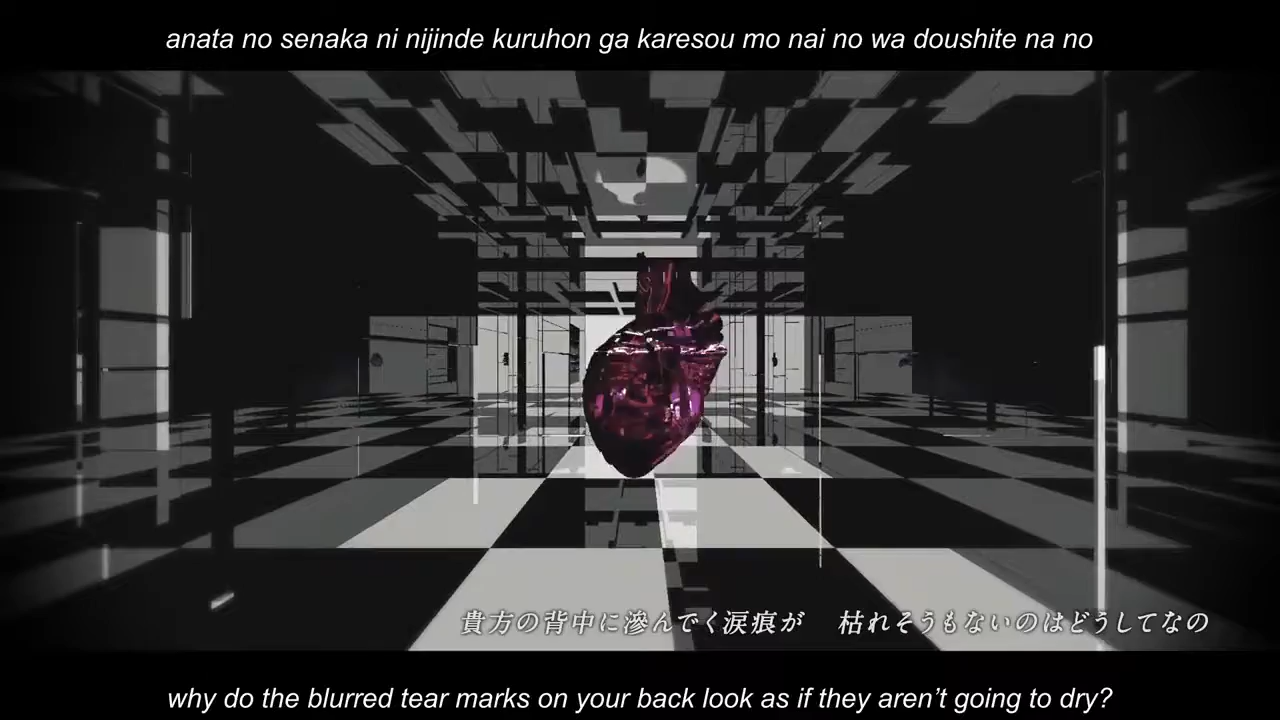 anata no senaka ni nijinde kuruhon ga karesou mo nai no wa doushite na no
貴方の背中に滲んでく涙痕が　枯れそうもないのはどうしてなの
why do the blurred tear marks on your back look as if they aren’t going to dry?